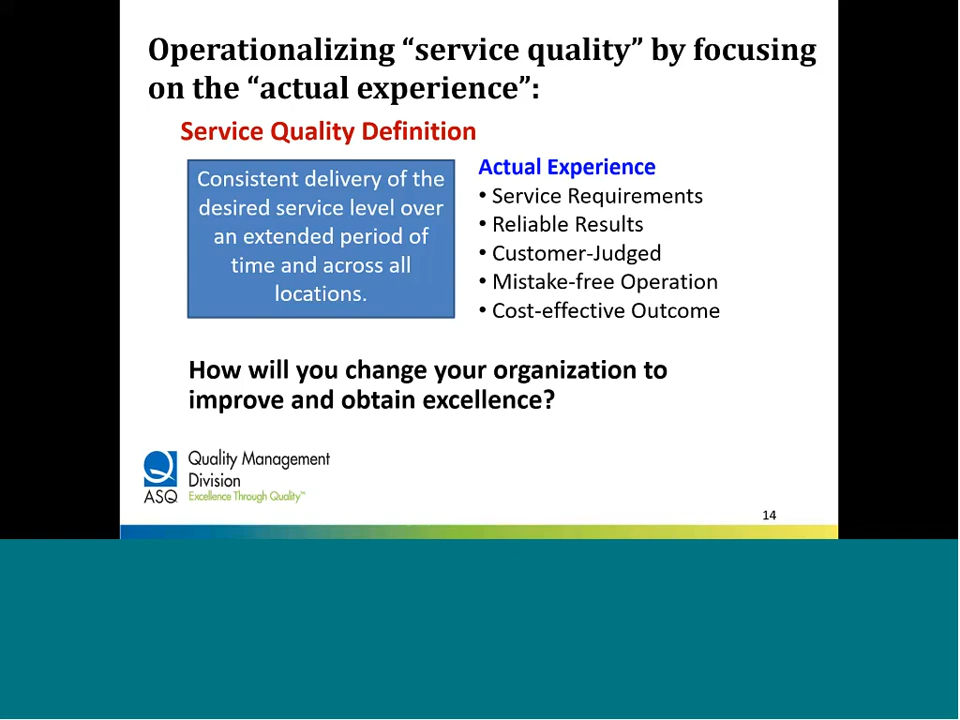 Operationalizing “service quality” by focusing
on the “actual experience”:
Service Quality Definition
Consistent delivery of the
desired service level over
an extended period of
time and across all
locations.
Actual Experience
• Service Requirements
• Reliable Results
• Customer-Judged
• Mistake-free Operation
• Cost-effective Outcome
How will you change your organization to
improve and obtain excellence?
Quality Management
Division
ASQ Excellence Through Quality™
14